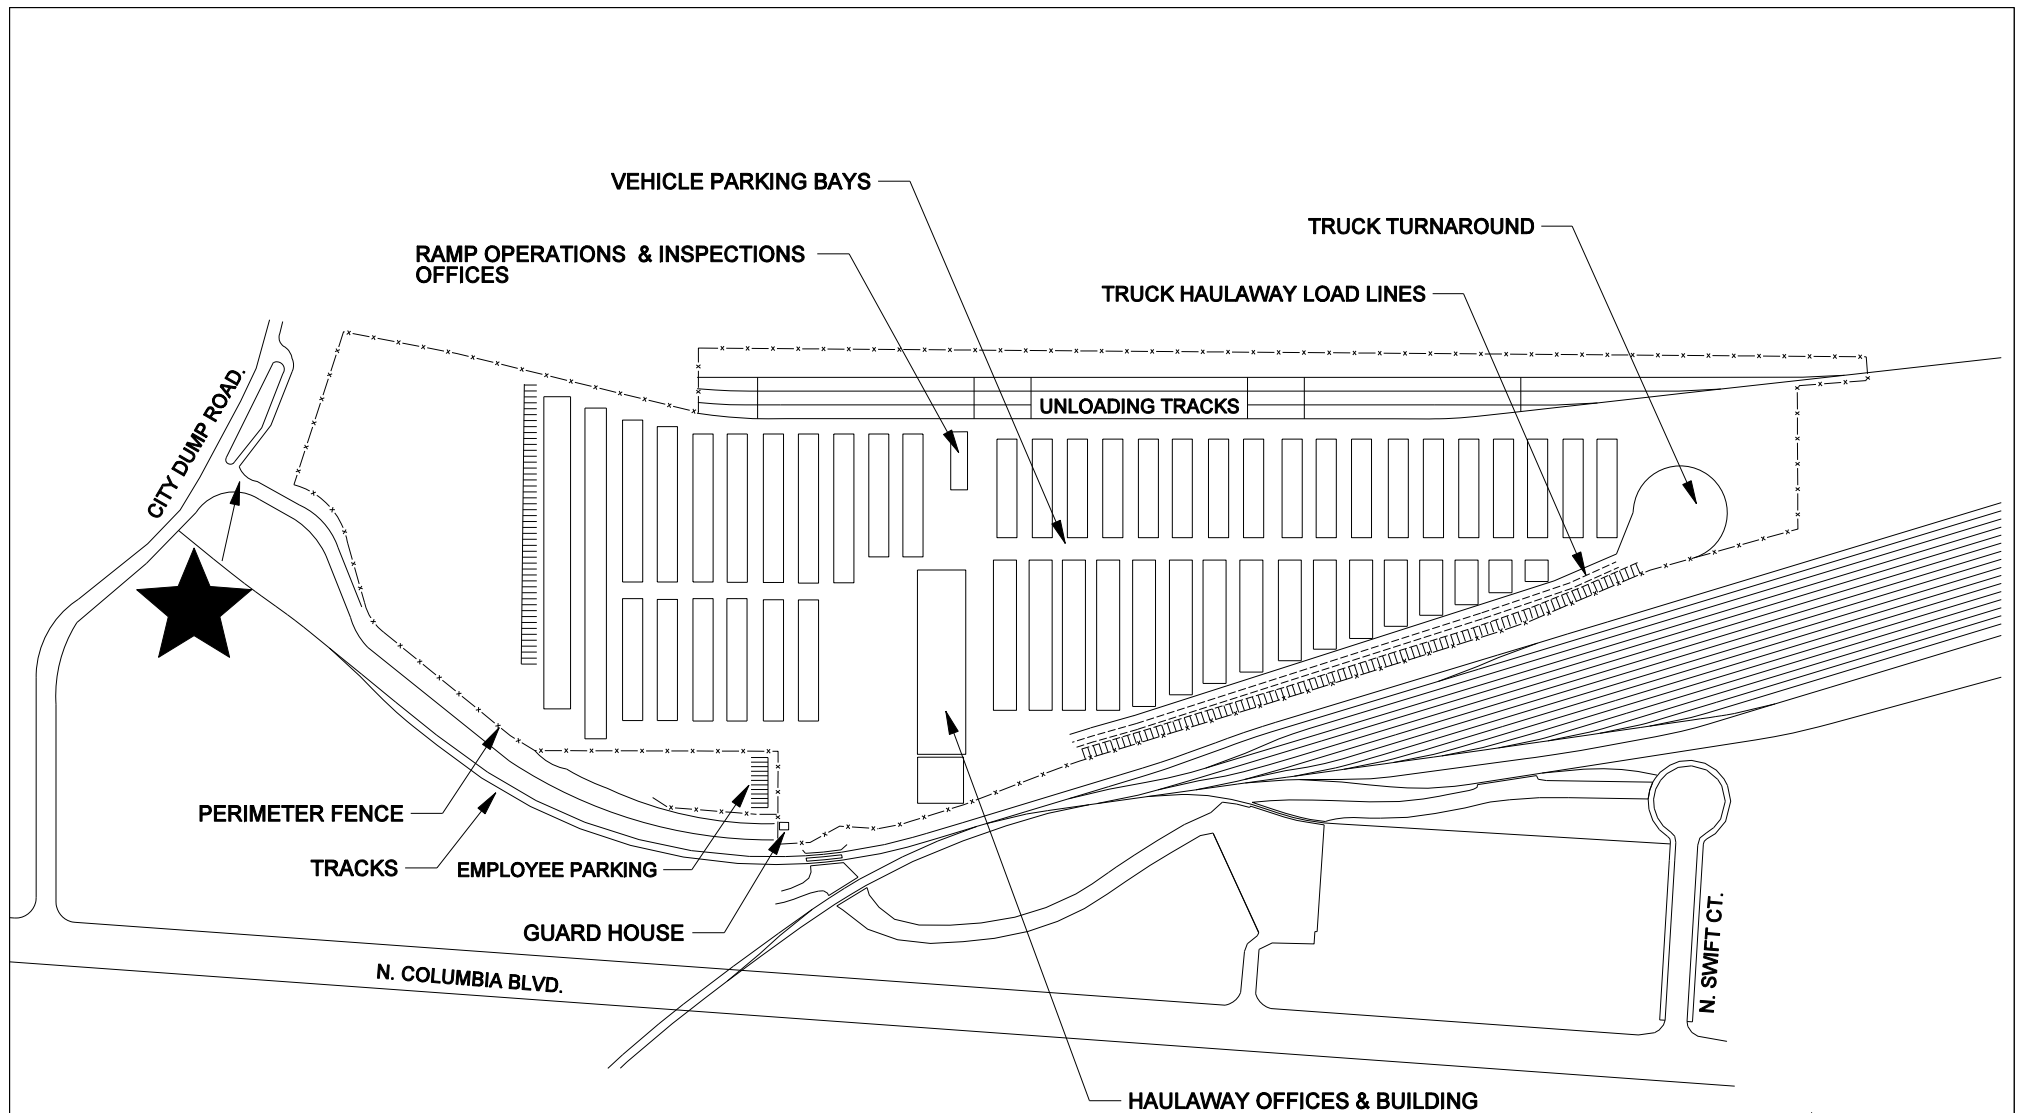 VEHICLE PARKING BAYS
TRUCK TURNAROUND
RAMP OPERATIONS & INSPECTIONS
OFFICES
TRUCK HAULAWAY LOAD LINES
CITY DUMP ROAD.
UNLOADING TRACKS
PERIMETER FENCE
TRACKS
EMPLOYEE PARKING
GUARD HOUSE
N. COLUMBIA BLVD.
N. SWIFT CT.
HAULAWAY OFFICES & BUILDING